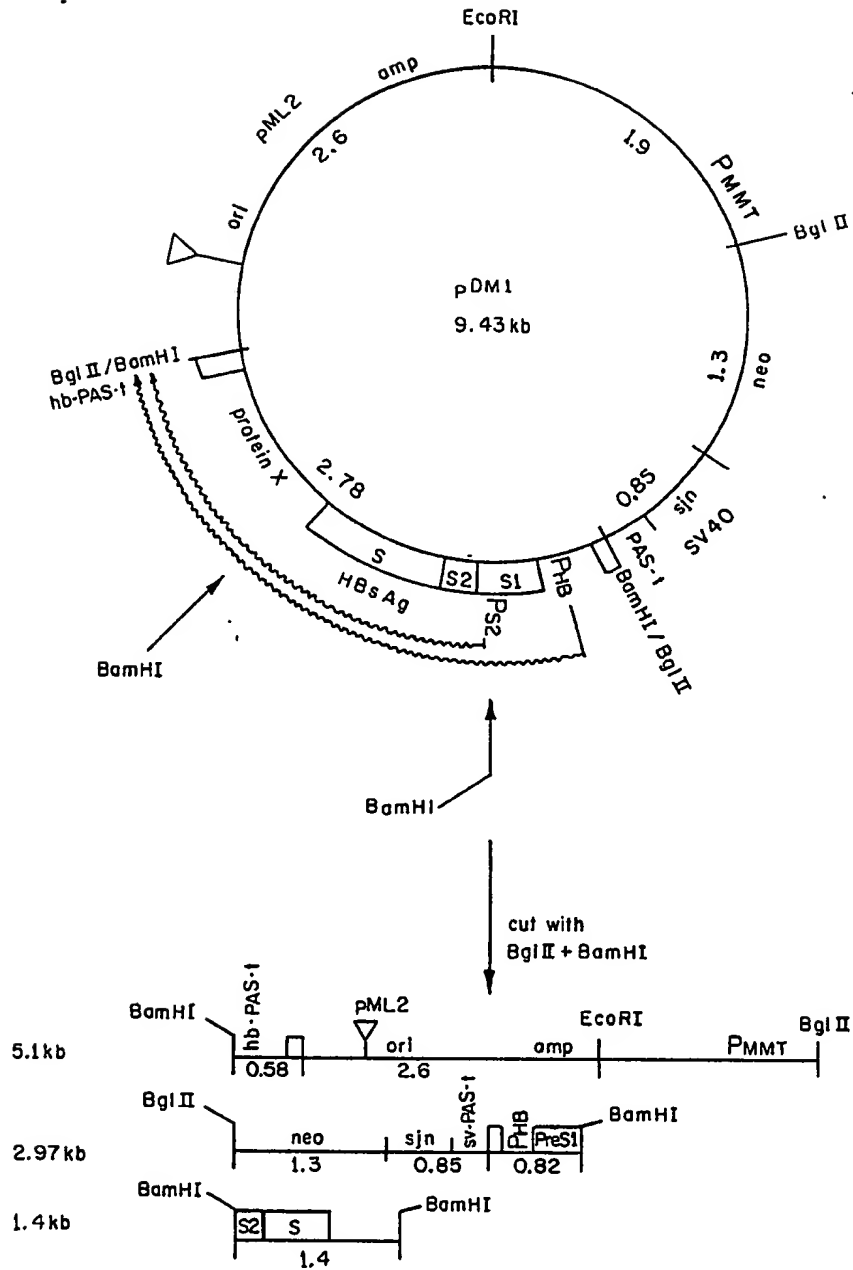 EcoRI
amp
pML2
2.6
1.9
PMMT
ori
Bgl II
pDM1
9.43 kb
1.3
neo
Bgl II/BamHI
hb-PAS-t
protein X
2.78
0.85
sjn
SV40
PAS-t
BamHI/Bgl II
S
S2
S1
PHB
HBsAg
PS2
BamHI
BamHI
cut with
Bgl II + BamHI
5.1 kb
BamHI
hb-PAS-t
pML2
ori
amp
EcoRI
PMMT
Bgl II
0.58
2.6
2.97 kb
Bgl II
neo
sjn
sv-PAS-t
PHB
PreS1
BamHI
1.3
0.85
0.82
1.4 kb
BamHI
S2
S
BamHI
1.4